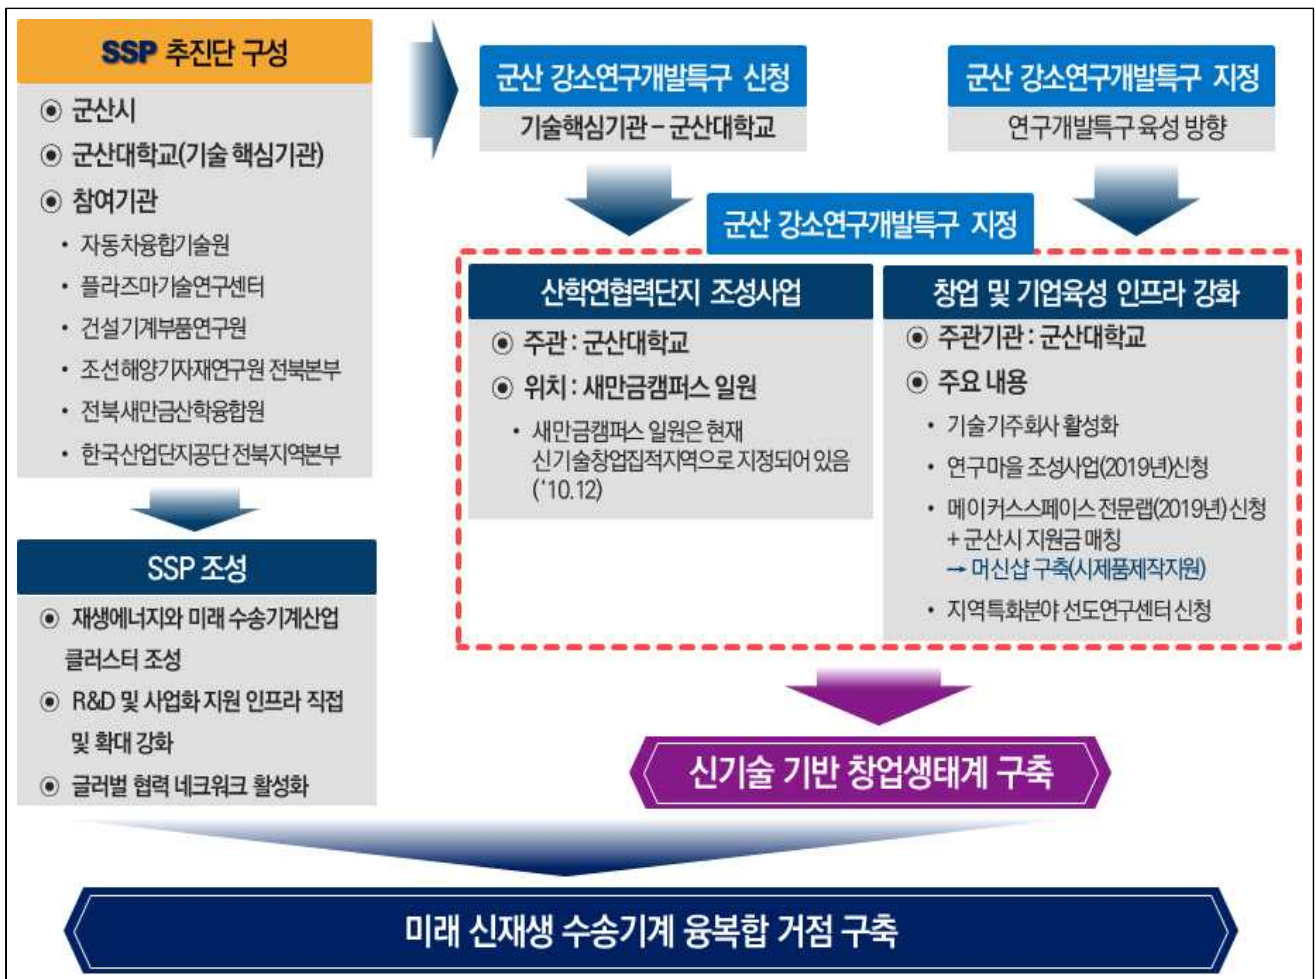 SSP 추진단 구성
◉ 군산시
◉ 군산대학교(기술 핵심기관)
◉ 참여기관
• 자동차융합기술원
• 플라즈마기술연구센터
• 건설기계부품연구원
• 조선해양기자재연구원 전북본부
• 전북새만금산학융합원
• 한국산업단지공단 전북지역본부
SSP 조성
◉ 재생에너지와 미래 수송기계산업
클러스터 조성
◉ R&D 및 사업화 지원 인프라 직접
및 확대 강화
◉ 글러벌 협력 네크워크 활성화
군산 강소연구개발특구 신청
기술핵심기관 – 군산대학교
군산 강소연구개발특구 지정
연구개발특구 육성 방향
군산 강소연구개발특구 지정
산학연협력단지 조성사업
◉ 주관 : 군산대학교
◉ 위치 : 새만금캠퍼스 일원
• 새만금캠퍼스 일원은 현재
신기술창업집적지역으로 지정되어 있음
(‘10.12)
창업 및 기업육성 인프라 강화
◉ 주관기관 : 군산대학교
◉ 주요 내용
• 기술기주회사 활성화
• 연구마을 조성사업(2019년)신청
• 메이커스스페이스 전문랩(2019년) 신청
+ 군산시 지원금 매칭
→ 머신샵 구축(시제품제작지원)
• 지역특화분야 선도연구센터 신청
신기술 기반 창업생태계 구축
미래 신재생 수송기계 융복합 거점 구축